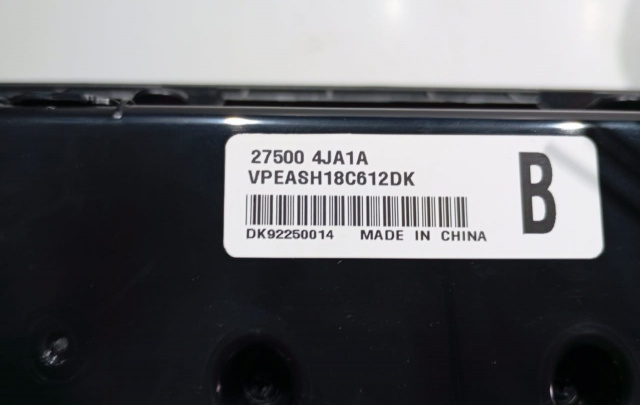 27500 4JA1A
VPEASH18C612DK
B
DK92250014 MADE IN CHINA